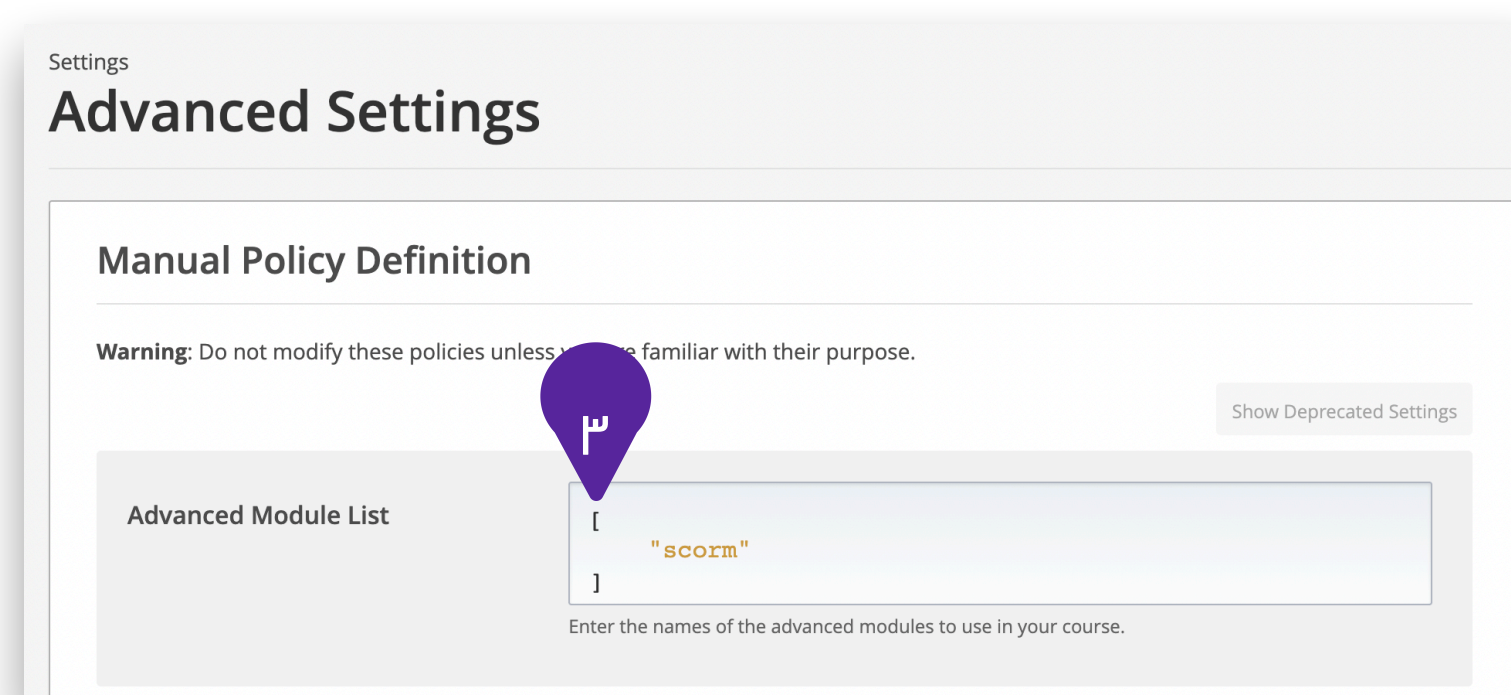 Settings
Advanced Settings
Manual Policy Definition
Warning: Do not modify these policies unless familiar with their purpose.
Show Deprecated Settings
٣
Advanced Module List
[
"scorm"
]
Enter the names of the advanced modules to use in your course.